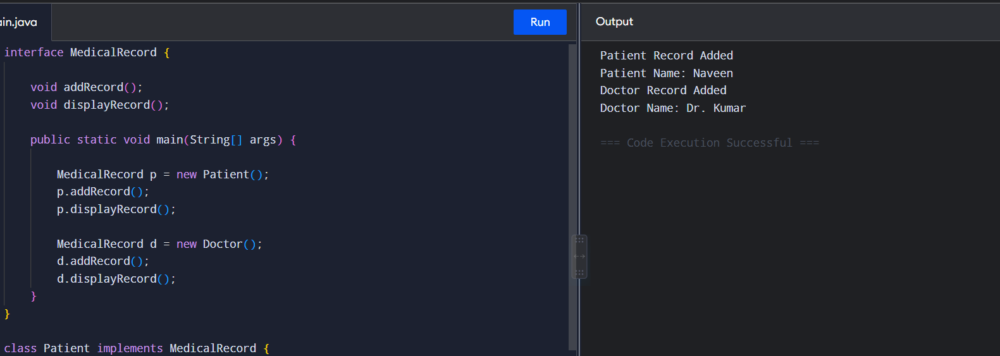 ain.java
Run
interface MedicalRecord {
void addRecord();
void displayRecord();
public static void main(String[] args) {
MedicalRecord p = new Patient();
p.addRecord();
p.displayRecord();
MedicalRecord d = new Doctor();
d.addRecord();
d.displayRecord();
}
}
class Patient implements MedicalRecord {
Output
Patient Record Added
Patient Name: Naveen
Doctor Record Added
Doctor Name: Dr. Kumar
=== Code Execution Successful ===